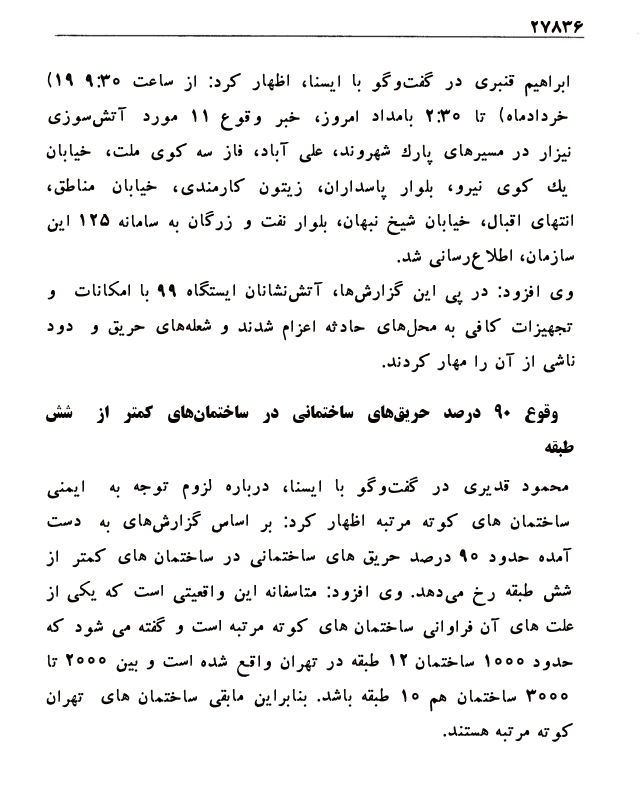 ۲۷۸۳۶
ابراهیم قنبری در گفت‌وگو با ایسنا، اظهار کرد: از ساعت ۹:۳۰ (۱۹
خردادماه) تا ۲:۳۰ بامداد امروز، خبر وقوع ۱۱ مورد آتش‌سوزی
نیزار در مسیرهای پارك شهروند، علی آباد، فاز سه کوی ملت، خیابان
يك کوی نیرو، بلوار پاسداران، زیتون کارمندی، خیابان مناطق،
انتهای اقبال، خیابان شیخ نبهان، بلوار نفت و زرگان به سامانه ۱۲۵ این
سازمان، اطلاع‌رسانی شد.
وی افزود: در پی این گزارش‌ها، آتش‌نشانان ایستگاه ۹۹ با امکانات و
تجهیزات کافی به محل‌های حادثه اعزام شدند و شعله‌های حریق و دود
ناشی از آن را مهار کردند.
وقوع ۹۰ درصد حریق‌های ساختمانی در ساختمان‌های کمتر از شش
طبقه
محمود قدیری در گفت‌وگو با ایسنا، درباره لزوم توجه به ایمنی
ساختمان های کوته مرتبه اظهار کرد: بر اساس گزارش‌های به دست
آمده حدود ۹۰ درصد حریق های ساختمانی در ساختمان های کمتر از
شش طبقه رخ می‌دهد. وی افزود: متاسفانه این واقعیتی است که یکی از
علت های آن فراوانی ساختمان های کوته مرتبه است و گفته می شود که
حدود ۱۰۰۰ ساختمان ۱۲ طبقه در تهران واقع شده است و بین ۲۰۰۰ تا
۳۰۰۰ ساختمان هم ۱۰ طبقه باشد. بنابراین مابقی ساختمان های تهران
کوته مرتبه هستند.